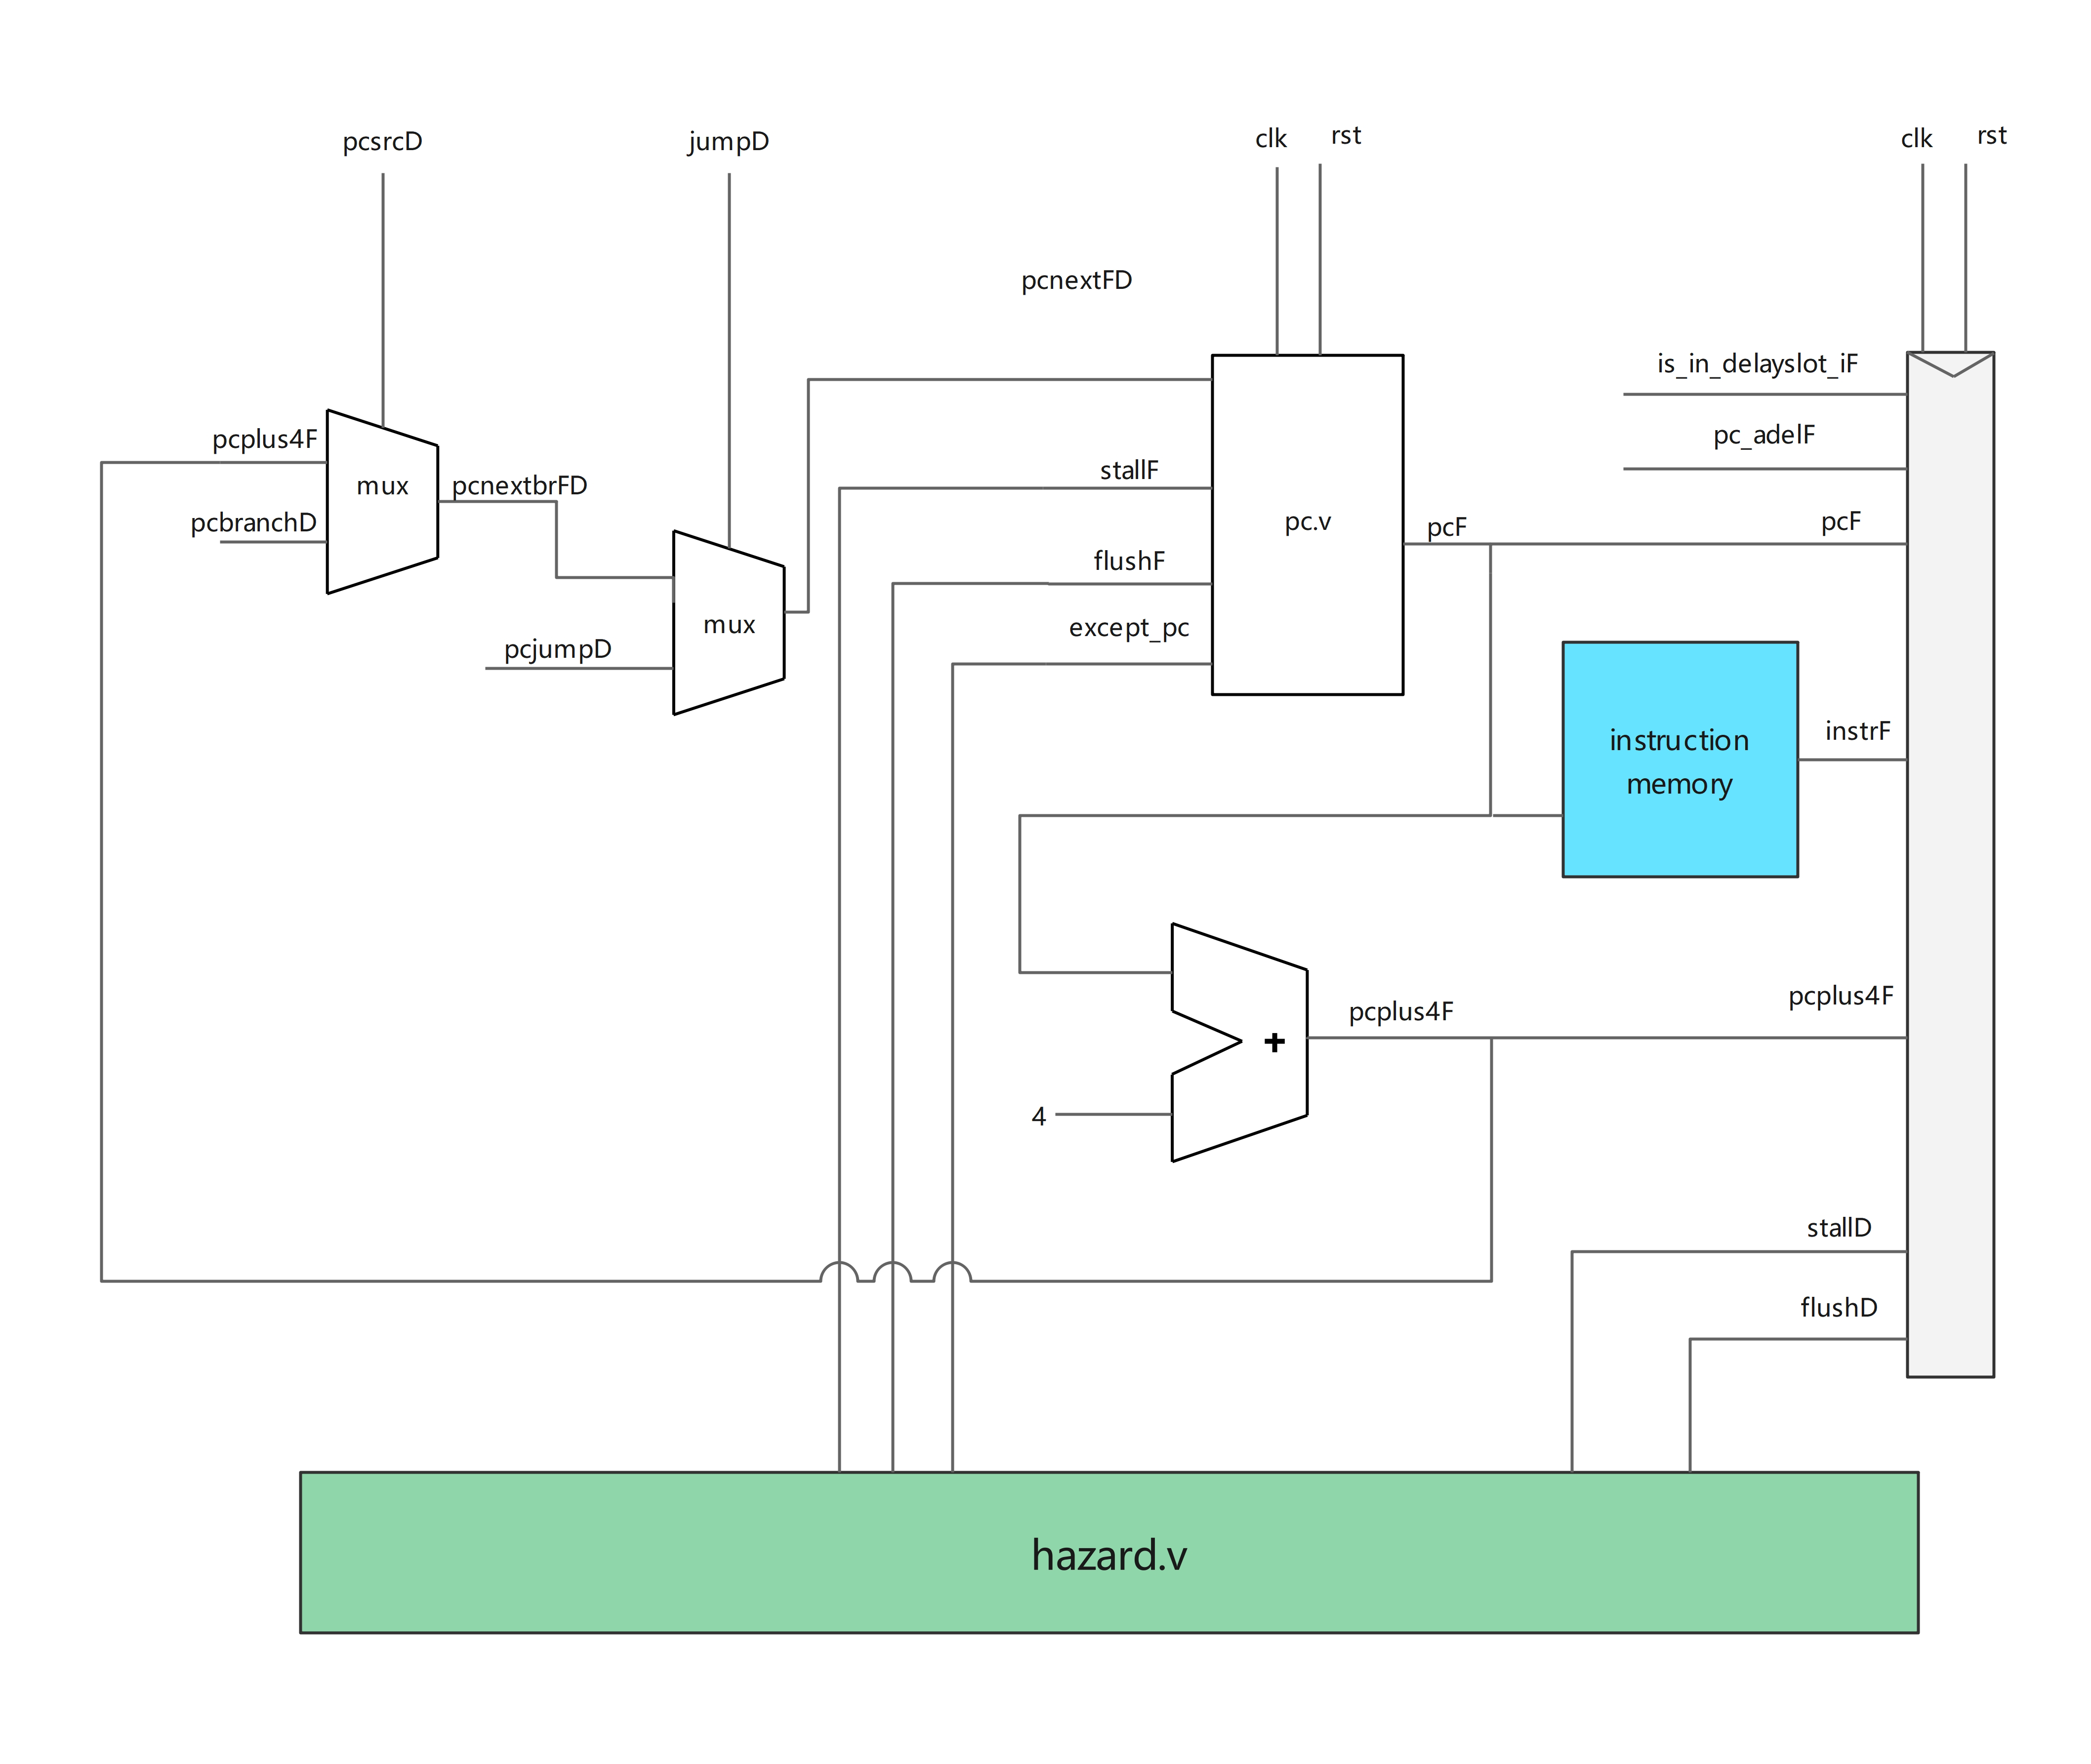 pcsrcD
jumpD
clk
rst
clk
rst
pcnextFD
is_in_delayslot_iF
pcplus4F
mux
pcnextbrFD
pcbranchD
pc_adelF
stallF
pc.v
pcF
pcF
flushF
except_pc
mux
pcjumpD
instruction
memory
instrF
pcplus4F
pcplus4F
+
4
stallD
flushD
hazard.v